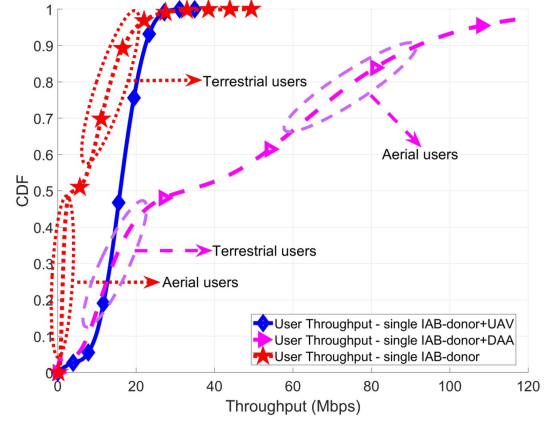 1
0.9
0.8
0.7
0.6
0.5
0.4
0.3
0.2
0.1
0
CDF
Terrestrial users
Aerial users
Terrestrial users
Aerial users
User Throughput - single IAB-donor+UAV
User Throughput - single IAB-donor+DAA
User Throughput - single IAB-donor
0 20 40 60 80 100 120
Throughput (Mbps)